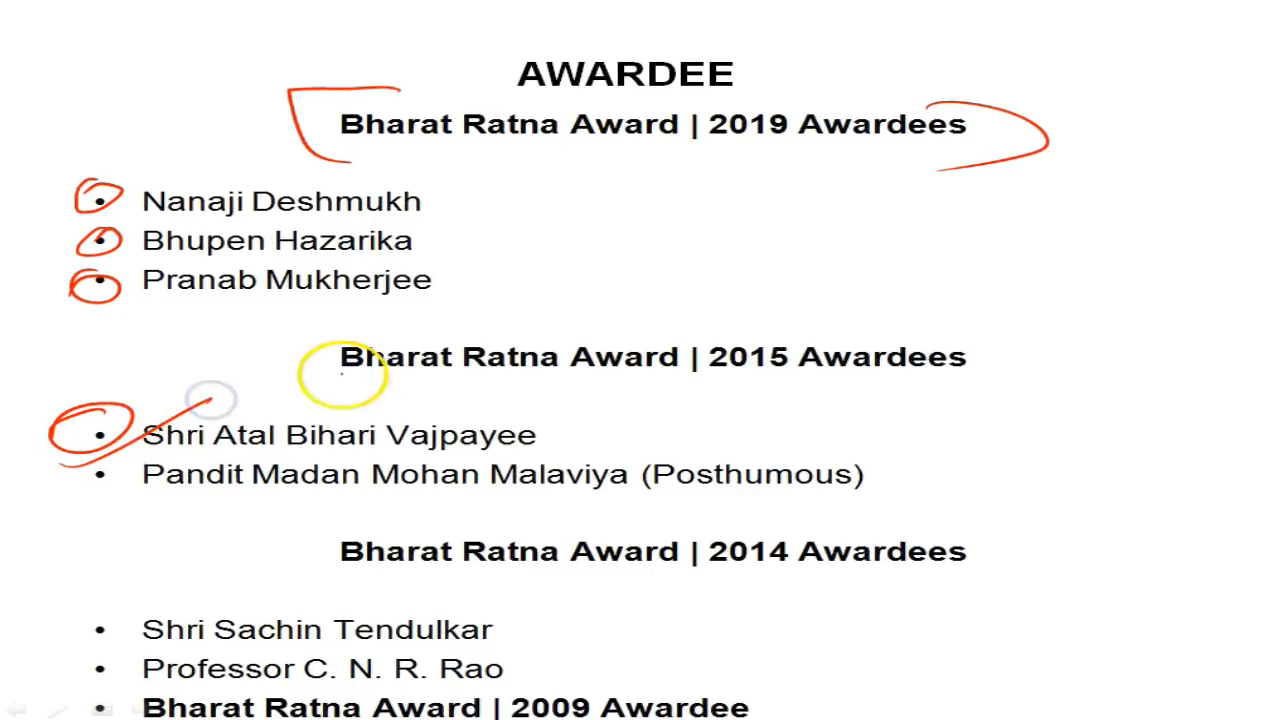 AWARDEE
Bharat Ratna Award | 2019 Awardees
• Nanaji Deshmukh
• Bhupen Hazarika
• Pranab Mukherjee
Bharat Ratna Award | 2015 Awardees
• Shri Atal Bihari Vajpayee
• Pandit Madan Mohan Malaviya (Posthumous)
Bharat Ratna Award | 2014 Awardees
• Shri Sachin Tendulkar
• Professor C. N. R. Rao
• Bharat Ratna Award | 2009 Awardee